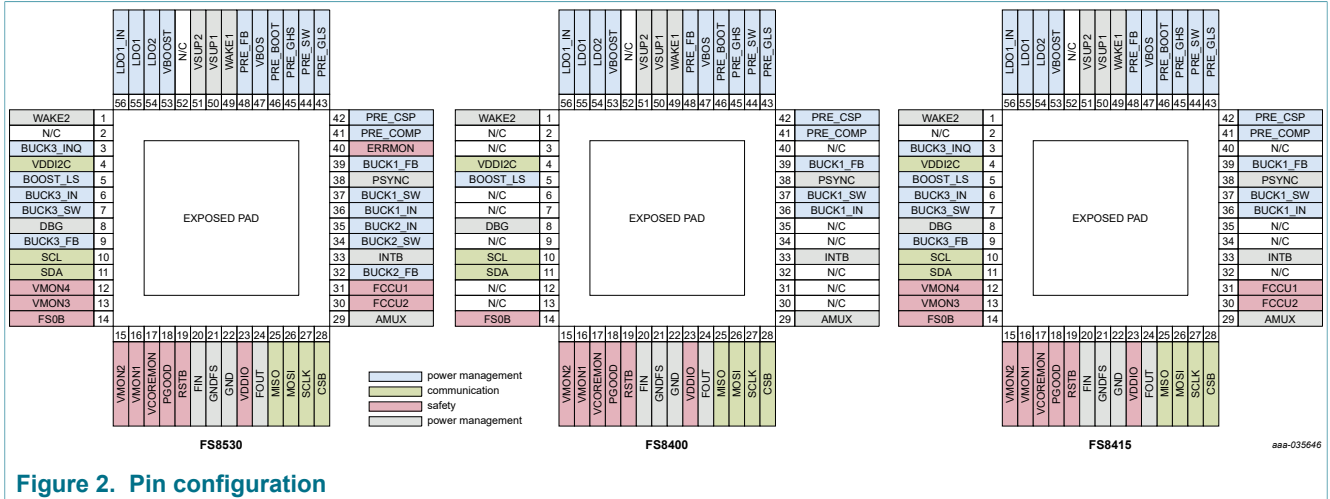 LDO1_IN
LDO1
LDO2
VBOOST
N/C
VSUP2
VSUP1
WAKE1
PRE_FB
VBOS
PRE_BOOT
PRE_GHS
PRE_SW
PRE_GLS
56 55 54 53 52 51 50 49 48 47 46 45 44 43
WAKE2 1
N/C 2
BUCK3_INQ 3
VDDI2C 4
BOOST_LS 5
BUCK3_IN 6
BUCK3_SW 7
DBG 8
BUCK3_FB 9
SCL 10
SDA 11
VMON4 12
VMON3 13
FS0B 14
EXPOSED PAD
42 PRE_CSP
41 PRE_COMP
40 ERRMON
39 BUCK1_FB
38 PSYNC
37 BUCK1_SW
36 BUCK1_IN
35 BUCK2_IN
34 BUCK2_SW
33 INTB
32 BUCK2_FB
31 FCCU1
30 FCCU2
29 AMUX
15 16 17 18 19 20 21 22 23 24 25 26 27 28
VMON2
VMON1
VCOREMON
PGOOD
RSTB
FIN
GNDFS
GND
VDDIO
FOUT
MISO
MOSI
SCLK
CSB
FS8530
power management
communication
safety
power management
LDO1_IN
LDO1
LDO2
VBOOST
N/C
VSUP2
VSUP1
WAKE1
PRE_FB
VBOS
PRE_BOOT
PRE_GHS
PRE_SW
PRE_GLS
56 55 54 53 52 51 50 49 48 47 46 45 44 43
WAKE2 1
N/C 2
N/C 3
VDDI2C 4
BOOST_LS 5
N/C 6
N/C 7
DBG 8
N/C 9
SCL 10
SDA 11
N/C 12
N/C 13
FS0B 14
EXPOSED PAD
42 PRE_CSP
41 PRE_COMP
40 N/C
39 BUCK1_FB
38 PSYNC
37 BUCK1_SW
36 BUCK1_IN
35 N/C
34 N/C
33 INTB
32 N/C
31 N/C
30 N/C
29 AMUX
15 16 17 18 19 20 21 22 23 24 25 26 27 28
VMON2
VMON1
VCOREMON
PGOOD
RSTB
FIN
GNDFS
GND
VDDIO
FOUT
MISO
MOSI
SCLK
CSB
FS8400
LDO1_IN
LDO1
LDO2
VBOOST
N/C
VSUP2
VSUP1
WAKE1
PRE_FB
VBOS
PRE_BOOT
PRE_GHS
PRE_SW
PRE_GLS
56 55 54 53 52 51 50 49 48 47 46 45 44 43
WAKE2 1
N/C 2
BUCK3_INQ 3
VDDI2C 4
BOOST_LS 5
BUCK3_IN 6
BUCK3_SW 7
DBG 8
BUCK3_FB 9
SCL 10
SDA 11
VMON4 12
VMON3 13
FS0B 14
EXPOSED PAD
42 PRE_CSP
41 PRE_COMP
40 N/C
39 BUCK1_FB
38 PSYNC
37 BUCK1_SW
36 BUCK1_IN
35 N/C
34 N/C
33 INTB
32 N/C
31 FCCU1
30 FCCU2
29 AMUX
15 16 17 18 19 20 21 22 23 24 25 26 27 28
VMON2
VMON1
VCOREMON
PGOOD
RSTB
FIN
GNDFS
GND
VDDIO
FOUT
MISO
MOSI
SCLK
CSB
FS8415
aaa-035646
Figure 2. Pin configuration